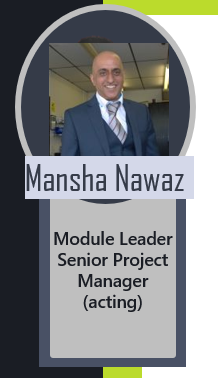 Mansha Nawaz
Module Leader
Senior Project
Manager
(acting)